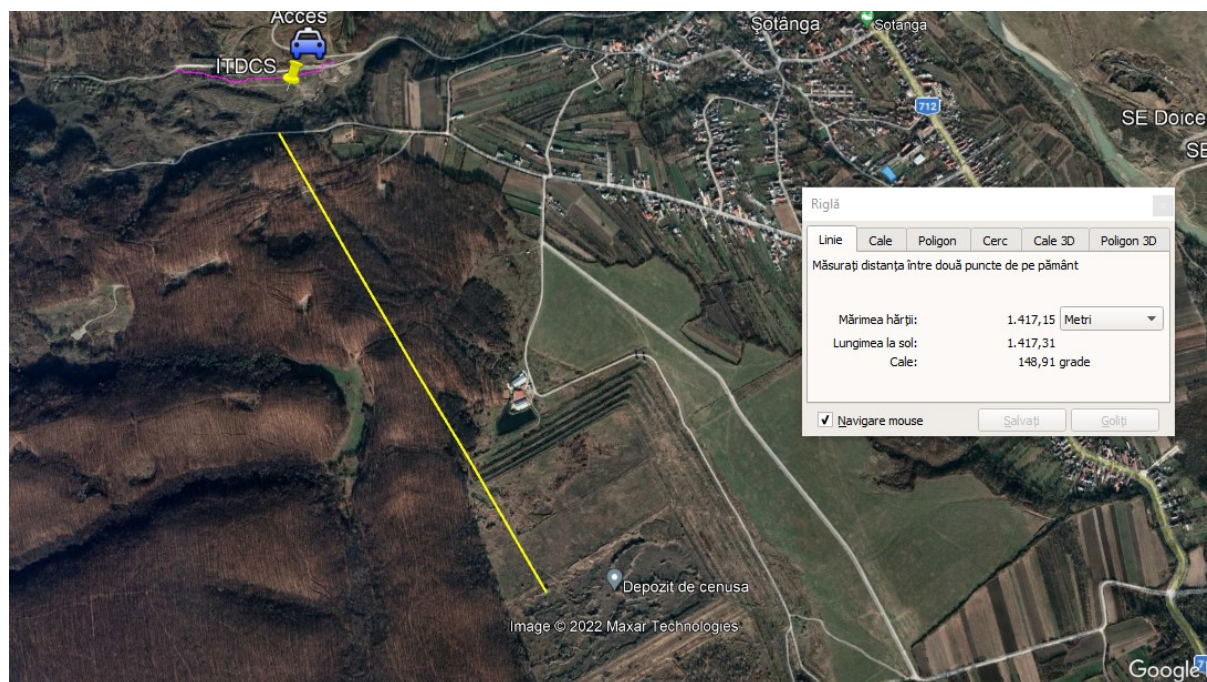 Acces
ITDCS
Șotânga
Sotanga
712
SE Doice
SE
Riglă
Linie
Cale
Poligon
Cerc
Cale 3D
Poligon 3D
Măsurați distanța între două puncte de pe pământ
Mărimea hărții: 1.417,15 Metri
Lungimea la sol: 1.417,31
Cale: 148,91 grade
Navigare mouse
Salvați
Goliți
Depozit de cenusa
Image © 2022 Maxar Technologies
Google